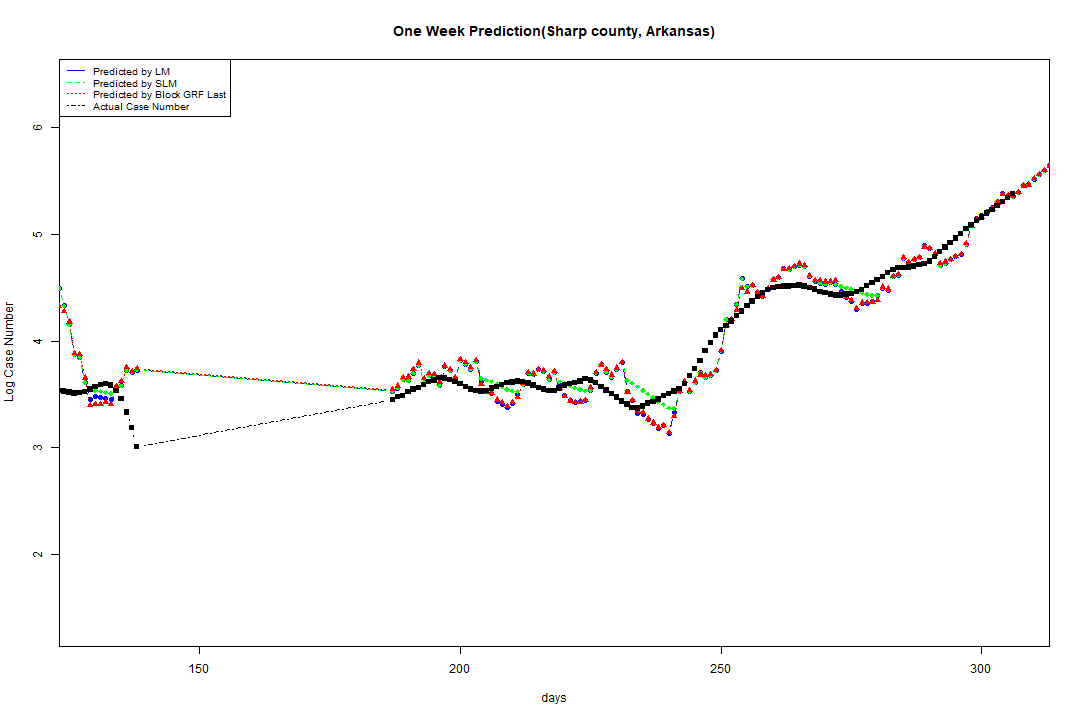 One Week Prediction(Sharp county, Arkansas)
Predicted by LM
Predicted by SLM
Predicted by Block GRF Last
Actual Case Number
6
5
4
3
2
Log Case Number
150 200 250 300
days